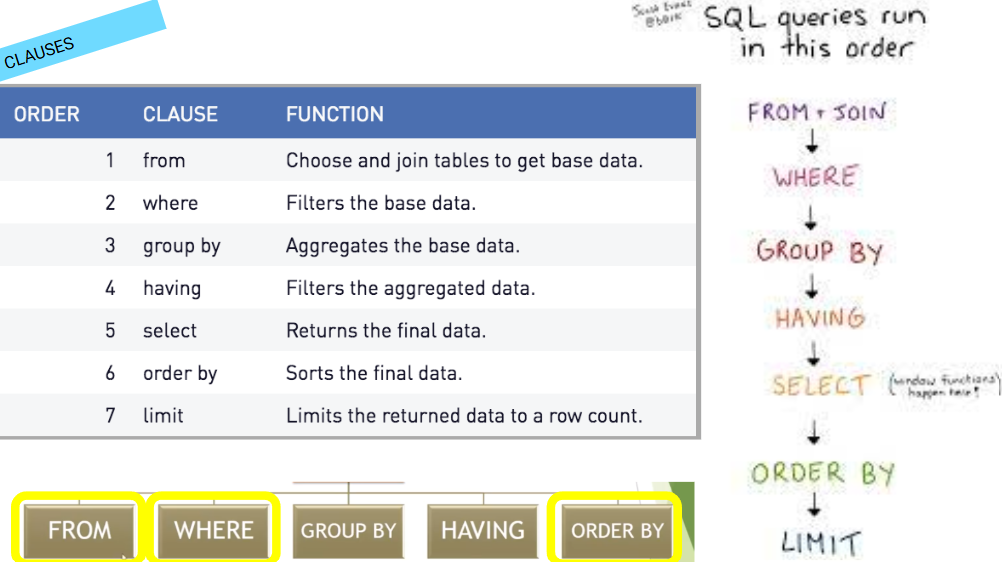 CLAUSES
ORDER CLAUSE FUNCTION
1 from Choose and join tables to get base data.
2 where Filters the base data.
3 group by Aggregates the base data.
4 having Filters the aggregated data.
5 select Returns the final data.
6 order by Sorts the final data.
7 limit Limits the returned data to a row count.
FROM WHERE GROUP BY HAVING ORDER BY
@b0rk
SQL queries run
in this order
FROM + JOIN
WHERE
GROUP BY
HAVING
SELECT (window functions
happen here!)
ORDER BY
LIMIT